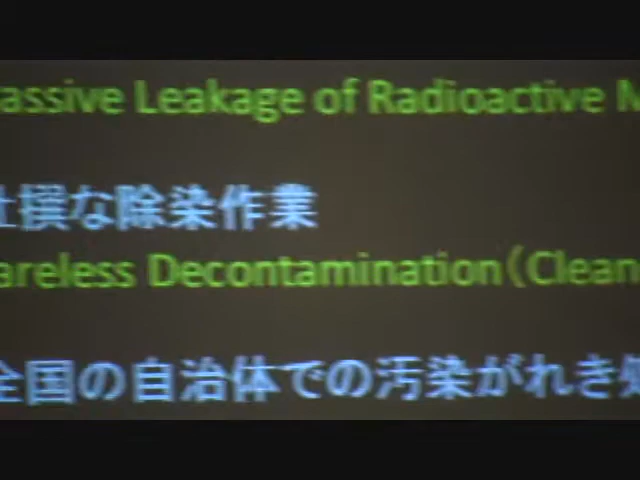 assive Leakage of Radioactive
撰な除染作業
areless Decontamination（Clean
全国の自治体での汚染がれき処